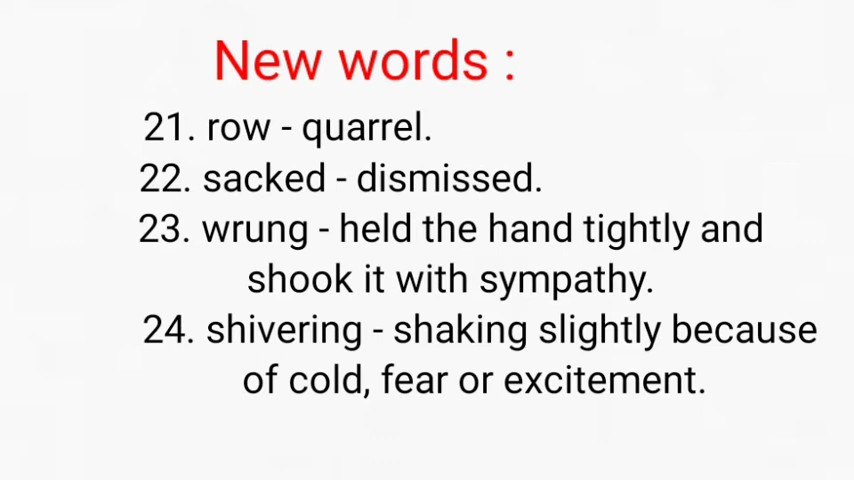 New words :
21. row - quarrel.
22. sacked - dismissed.
23. wrung - held the hand tightly and
shook it with sympathy.
24. shivering - shaking slightly because
of cold, fear or excitement.